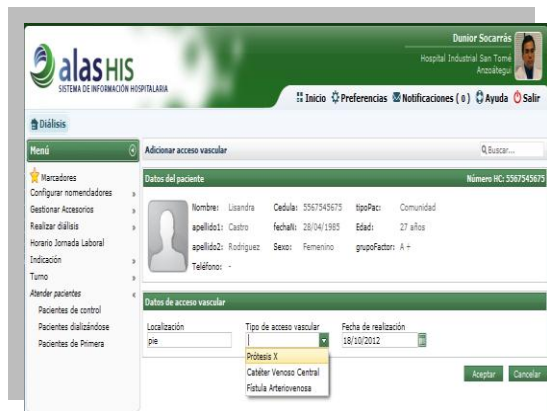 Dunior Socarrás
Hospital Industrial San Tomé
Anzoátegui
alas HIS
SISTEMA DE INFORMACIÓN HOSPITALARIA
Inicio Preferencias Notificaciones ( 0 ) Ayuda Salir
Diálisis
Menú
Marcadores
Configurar nomencladores »
Gestionar Accesorios »
Realizar diálisis »
Horario Jornada Laboral
Indicación »
Turno »
Atender pacientes «
Pacientes de control
Pacientes dializándose
Pacientes de Primera
Adicionar acceso vascular
Buscar...
Datos del paciente Número HC: 5567545675
Nombre: Lisandra Cedula: 5567545675 tipoPac: Comunidad
apellido1: Castro fechaN: 28/04/1985 Edad: 27 años
apellido2: Rodriguez Sexo: Femenino grupoFactor: A +
Teléfono: -
Datos de acceso vascular
Localización Tipo de acceso vascular Fecha de realización
pie 18/10/2012
Prótesis X
Catéter Venoso Central
Fístula Arteriovenosa
Aceptar Cancelar